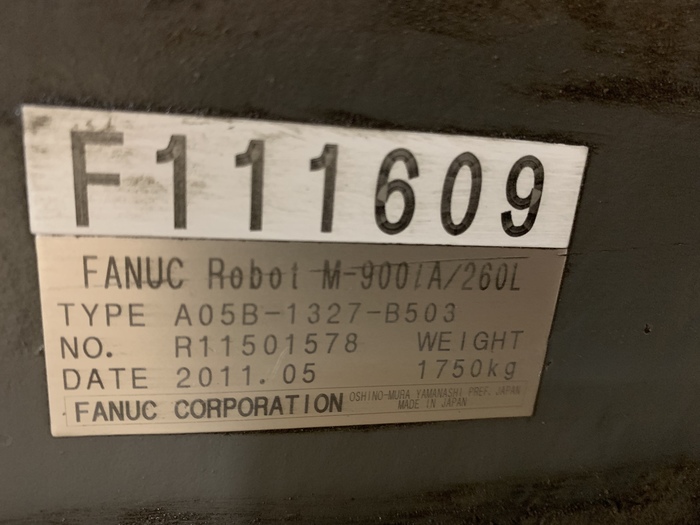 F111609
FANUC Robot M-900iA/260L
TYPE A05B-1327-B503
NO. R11501578 WEIGHT
DATE 2011.05 1750kg
FANUC CORPORATION OSHINO-MURA YAMANASHI PREF. JAPAN
MADE IN JAPAN